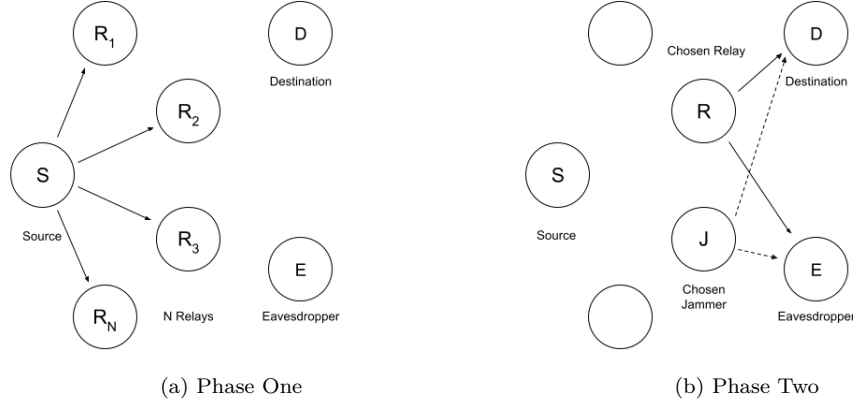 R1
D
Destination
R2
S
Source
R3
E
Eavesdropper
RN
N Relays
(a) Phase One
Chosen Relay
D
Destination
R
S
Source
J
Chosen
Jammer
E
Eavesdropper
(b) Phase Two